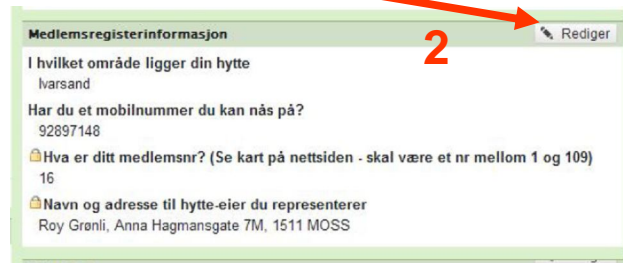 Medlemsregisterinformasjon
Rediger
2
I hvilket område ligger din hytte
Ivarsand
Har du et mobilnummer du kan nås på?
92897148
Hva er ditt medlemsnr? (Se kart på nettsiden - skal være et nr mellom 1 og 109)
16
Navn og adresse til hytte-eier du representerer
Roy Grønli, Anna Hagmansgate 7M, 1511 MOSS